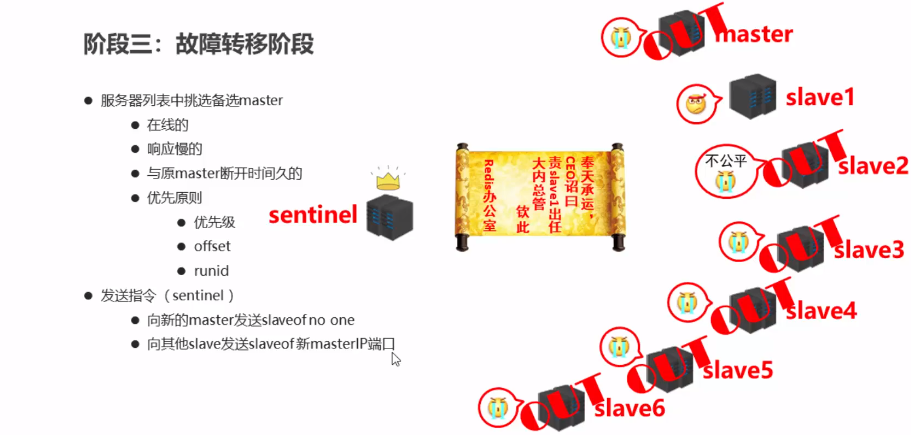 阶段三：故障转移阶段
服务器列表中挑选备选master
在线的
响应慢的
与原master断开时间久的
优先原则
优先级
offset
runid
发送指令（sentinel）
向新的master发送slaveof no one
向其他slave发送slaveof 新masterIP端口
sentinel
奉天承运，
CEO诏曰
责slave1出任
大内总管
钦此
Redis办公室
OUT
master
slave1
不公平
OUT
slave2
OUT
slave3
OUT
slave4
OUT
slave5
OUT
slave6